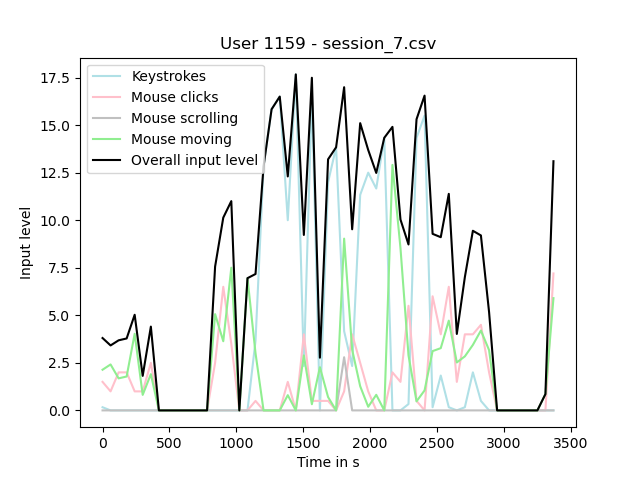 User 1159 - session_7.csv
Keystrokes
Mouse clicks
Mouse scrolling
Mouse moving
Overall input level
Input level
17.5
15.0
12.5
10.0
7.5
5.0
2.5
0.0
0 500 1000 1500 2000 2500 3000 3500
Time in s